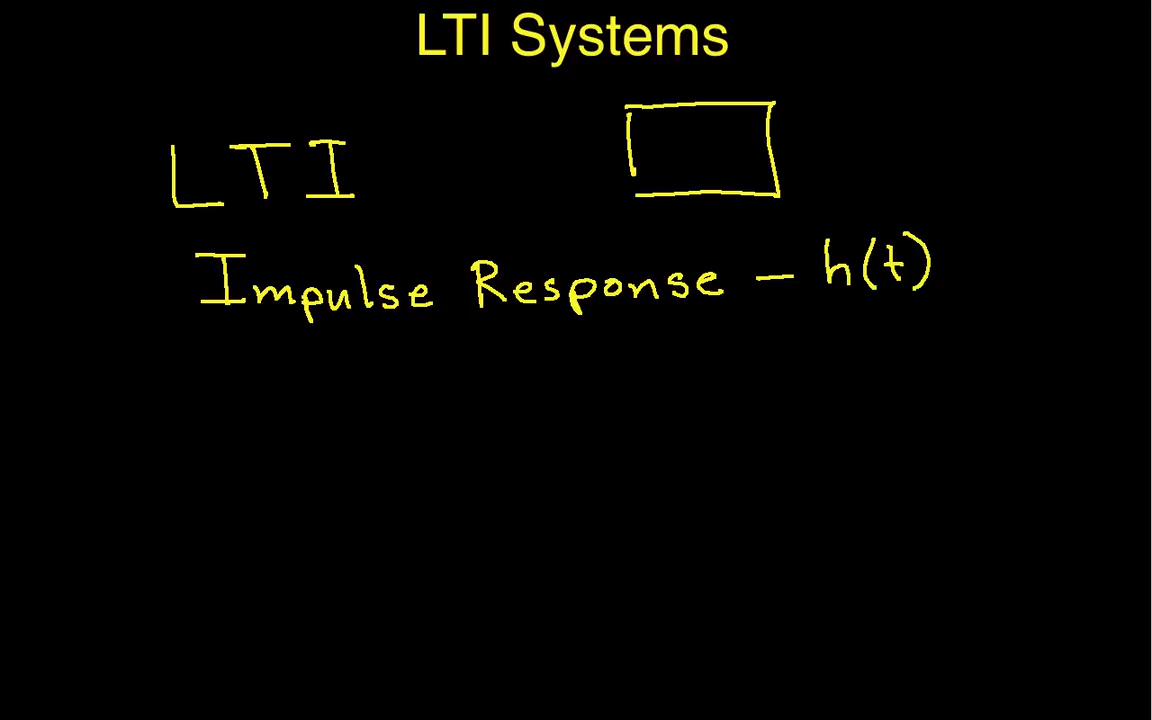 LTI Systems
LTI
Impulse Response – h(t)